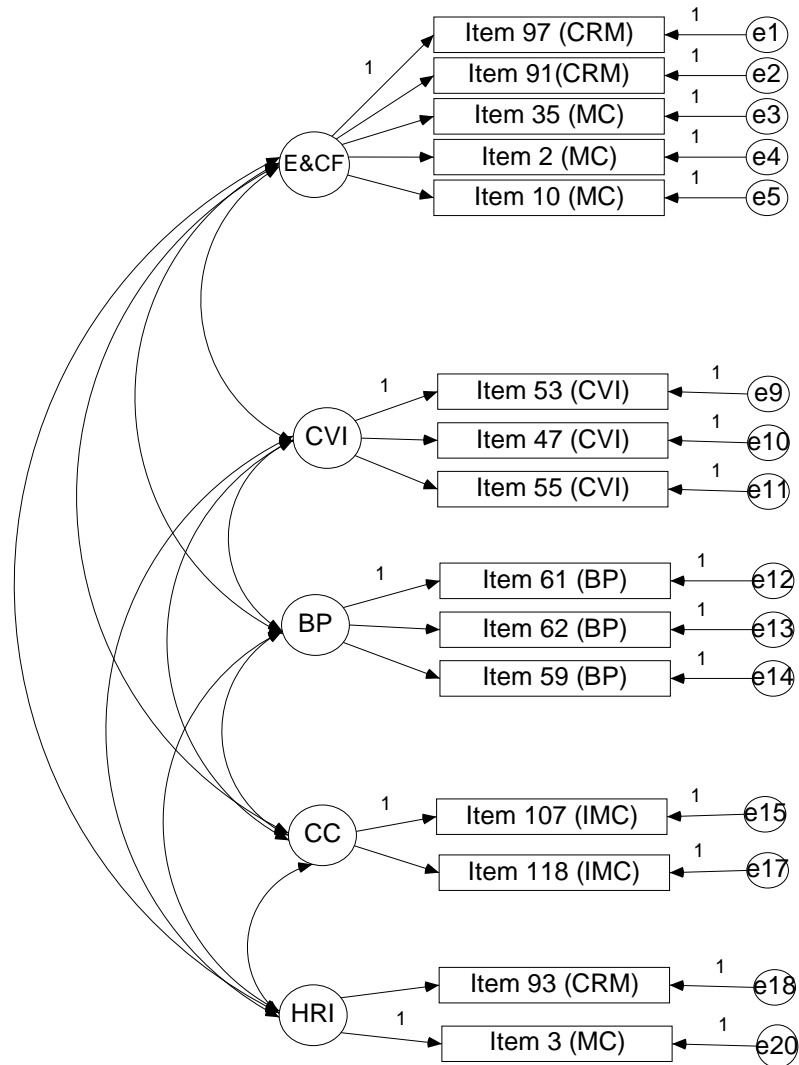 Item 97 (CRM) 1 e1
1
Item 91(CRM) 1 e2
Item 35 (MC) 1 e3
E&CF
Item 2 (MC) 1 e4
Item 10 (MC) 1 e5
1 Item 53 (CVI) 1 e9
CVI
Item 47 (CVI) 1 e10
Item 55 (CVI) 1 e11
1 Item 61 (BP) 1 e12
BP
Item 62 (BP) 1 e13
Item 59 (BP) 1 e14
1 Item 107 (IMC) 1 e15
CC
Item 118 (IMC) 1 e17
Item 93 (CRM) 1 e18
HRI
1 Item 3 (MC) 1 e20